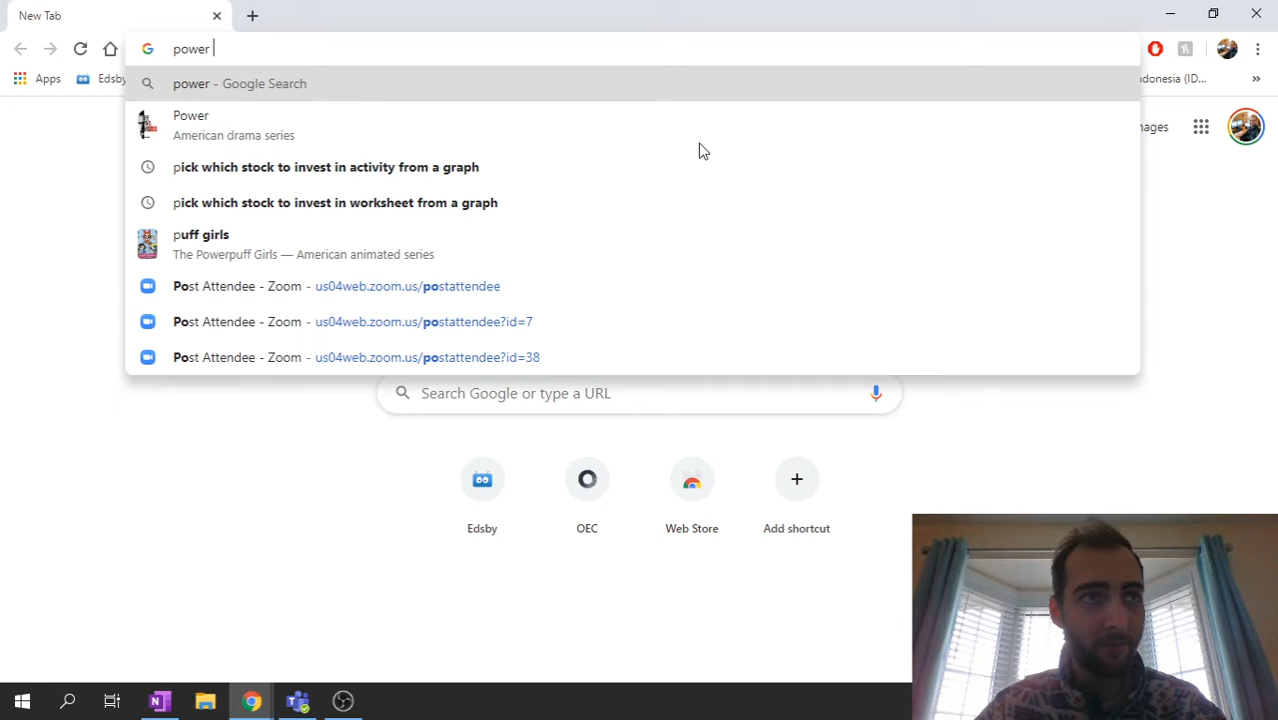 New Tab
power
Edsby
Apps
indonesia (ID...
power - Google Search
Power
American drama series
mages
pick which stock to invest in activity from a graph
pick which stock to invest in worksheet from a graph
puff girls
The Powerpuff Girls — American animated series
Post Attendee - Zoom - us04web.zoom.us/postattendee
Post Attendee - Zoom - us04web.zoom.us/postattendee?id=7
Post Attendee - Zoom - us04web.zoom.us/postattendee?id=38
Search Google or type a URL
Edsby
OEC
Web Store
Add shortcut